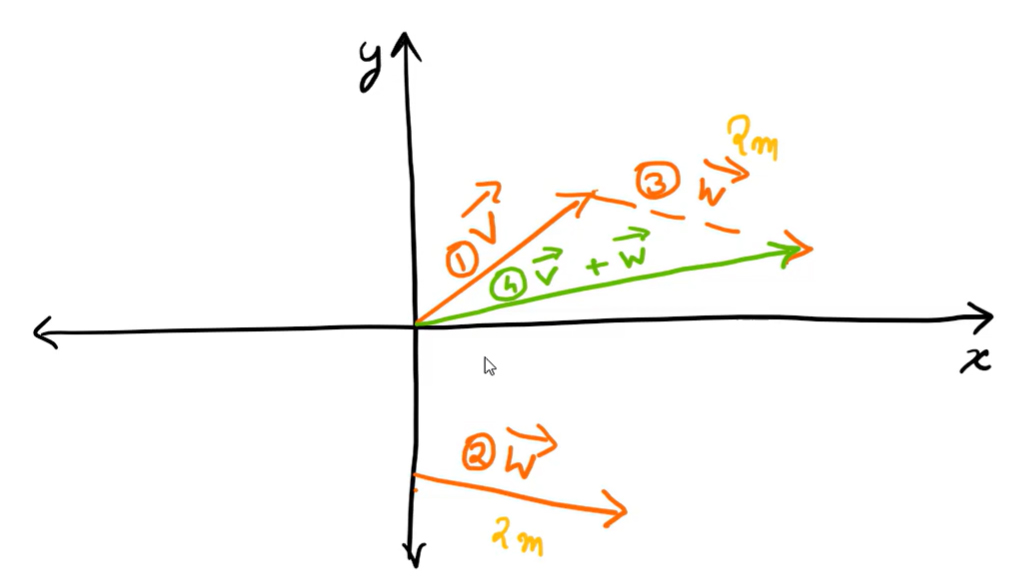 y
2m
③ w
① v
④ v + w
x
② w
2m